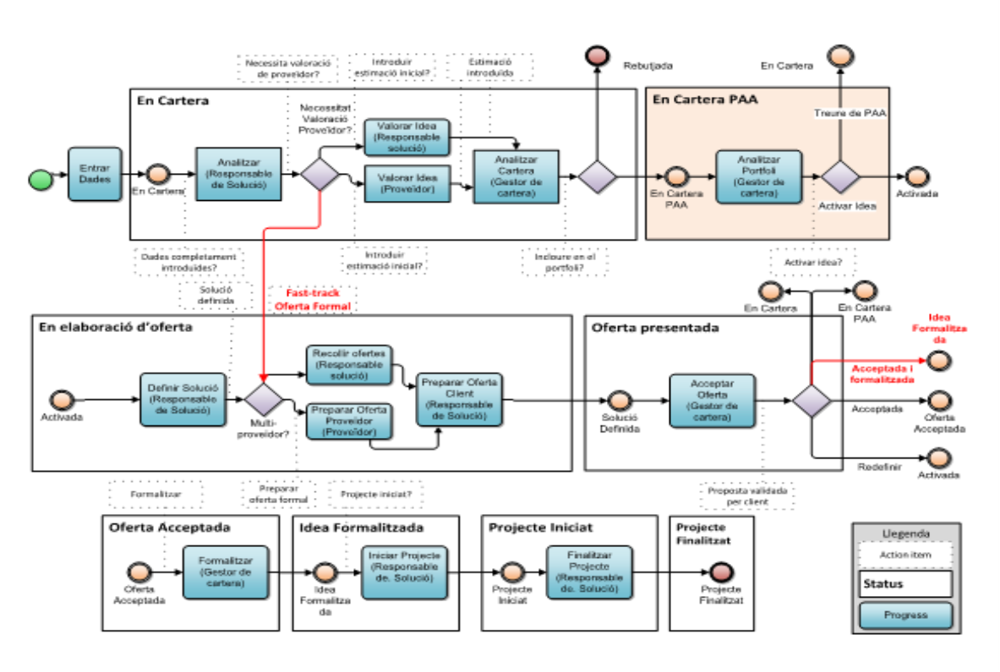 Necessita valoració
de proveïdor?
Introduir
estimació inicial?
Estimació
introduïda
Rebutjada
En Cartera
En Cartera
Necessitat
Valoració
Proveïdor?
Entrar
Dades
En Cartera
Analitzar
(Responsable
de Solució)
Valorar Idea
(Responsable
solució)
Valorar Idea
(Proveïdor)
Analitzar
Cartera
(Gestor de
cartera)
En Cartera PAA
Treure de PAA
En Cartera
PAA
Analitzar
Portfoli
(Gestor de
cartera)
Activar Idea
Activada
Dades completament
introduïdes?
Introduir
estimació inicial?
Incloure en el
portfoli?
Activar idea?
Solució
definida
Fast-track
Oferta Formal
En elaboració d'oferta
Activada
Definir Solució
(Responsable
de Solució)
Multi-
proveïdor?
Recollir ofertes
(Responsable
solució)
Preparar Oferta
Proveïdor
(Proveïdor)
Preparar Oferta
Client
(Responsable
de Solució)
Oferta presentada
Solució
Definida
Acceptar
Oferta
(Gestor de
cartera)
En Cartera
En Cartera
PAA
Idea
Formalitza
da
Acceptada i
formalitzada
Acceptada
Oferta
Acceptada
Redefinir
Activada
Formalitzar
Preparar
oferta formal
Projecte iniciat?
Proposta validada
per client
Oferta Acceptada
Oferta
Acceptada
Formalitzar
(Gestor de
cartera)
Idea Formalitzada
Idea
Formalitza
da
Iniciar Projecte
(Responsable
de. Solució)
Projecte Iniciat
Projecte
Iniciat
Finalitzar
Projecte
(Responsable
de. Solució)
Projecte
Finalitzat
Projecte
Finalitzat
Llegenda
Action item
Status
Progress